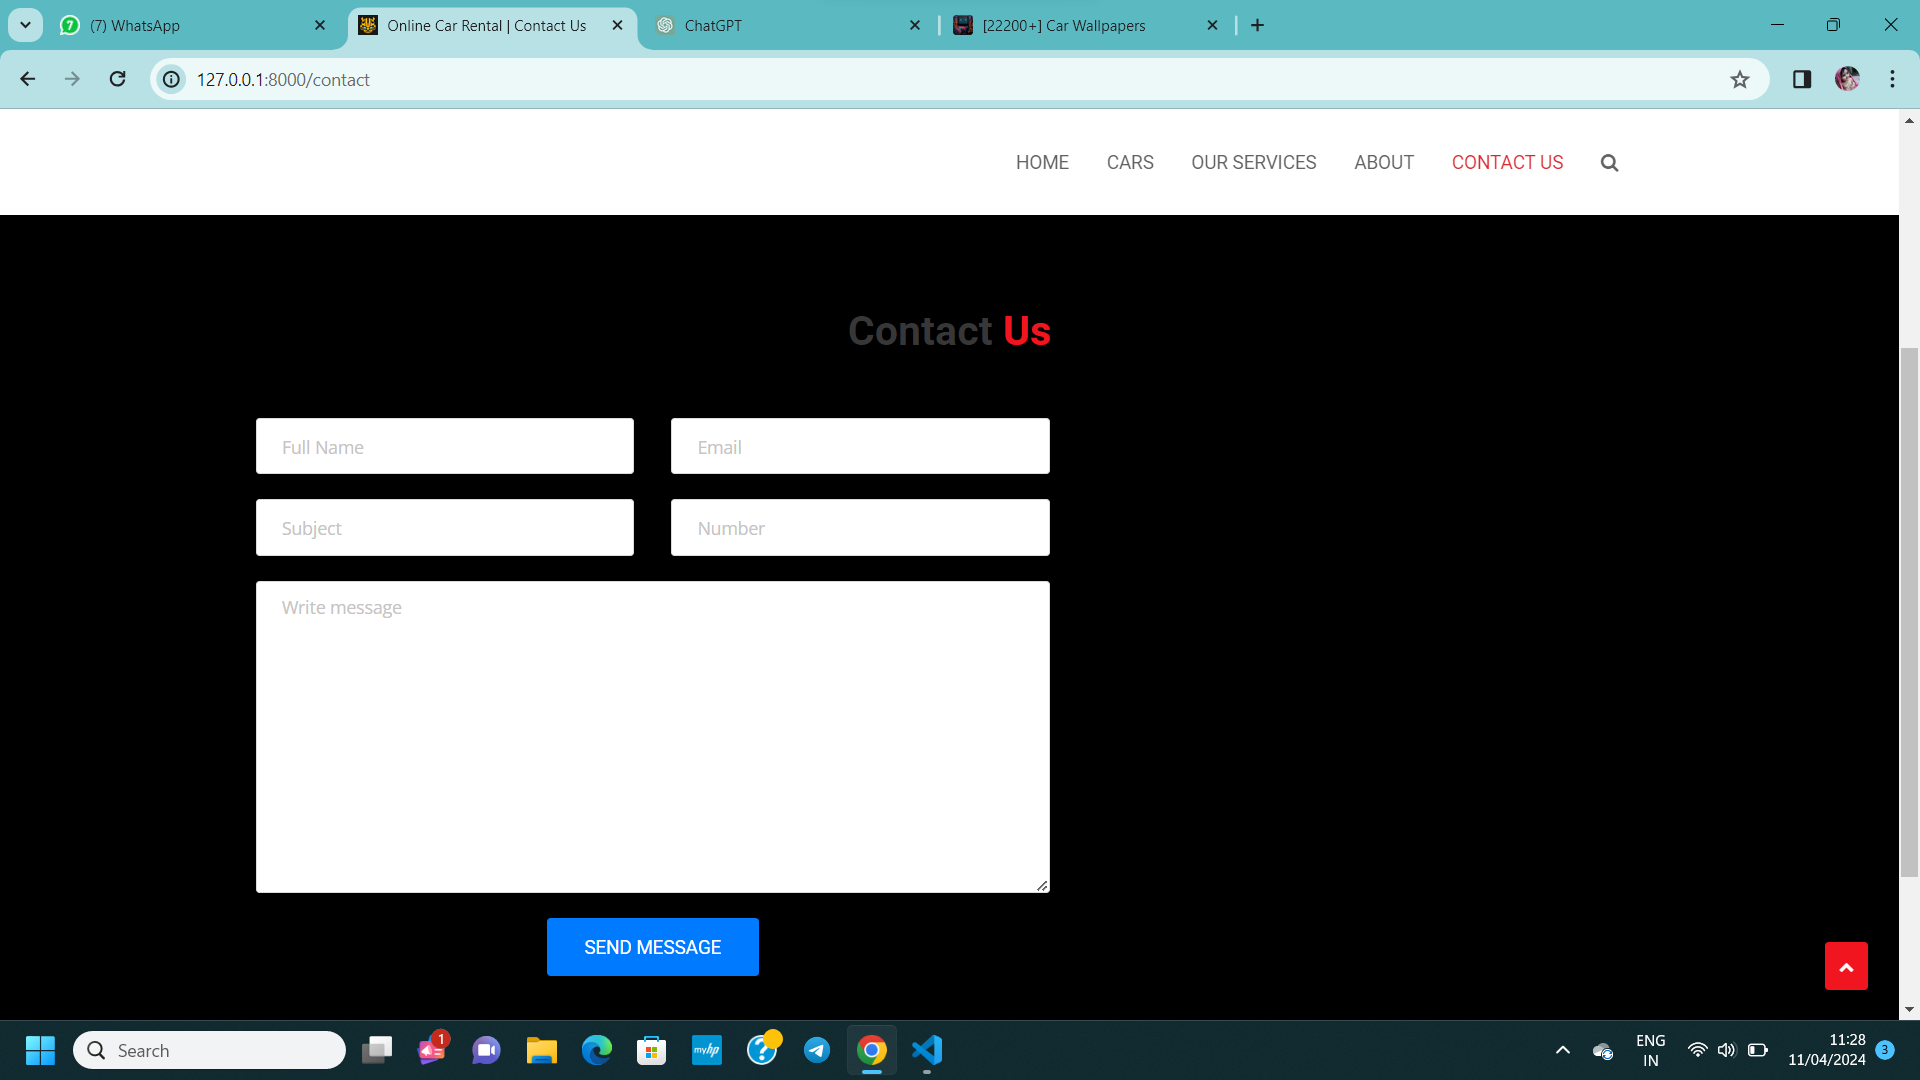 (7) WhatsApp
Online Car Rental | Contact Us
ChatGPT
[22200+] Car Wallpapers
127.0.0.1:8000/contact
HOME
CARS
OUR SERVICES
ABOUT
CONTACT US
Contact Us
Full Name
Email
Subject
Number
Write message
SEND MESSAGE
Search
1
myhp
ENG
IN
11:28
11/04/2024
3